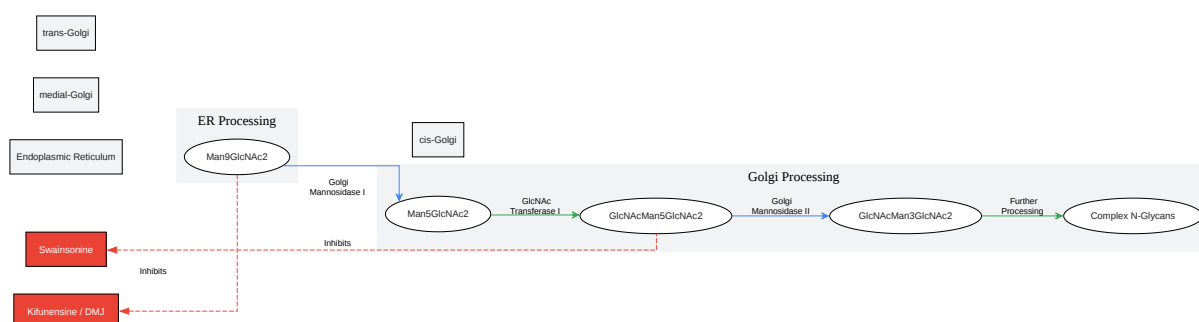 trans-Golgi
medial-Golgi
Endoplasmic Reticulum
ER Processing
Man9GlcNAc2
cis-Golgi
Golgi Processing
Golgi
Mannosidase I
Man5GlcNAc2
GlcNAc
Transferase I
GlcNAcMan5GlcNAc2
Golgi
Mannosidase II
GlcNAcMan3GlcNAc2
Further
Processing
Complex N-Glycans
Swainsonine
Inhibits
Inhibits
Kifunensine / DMJ